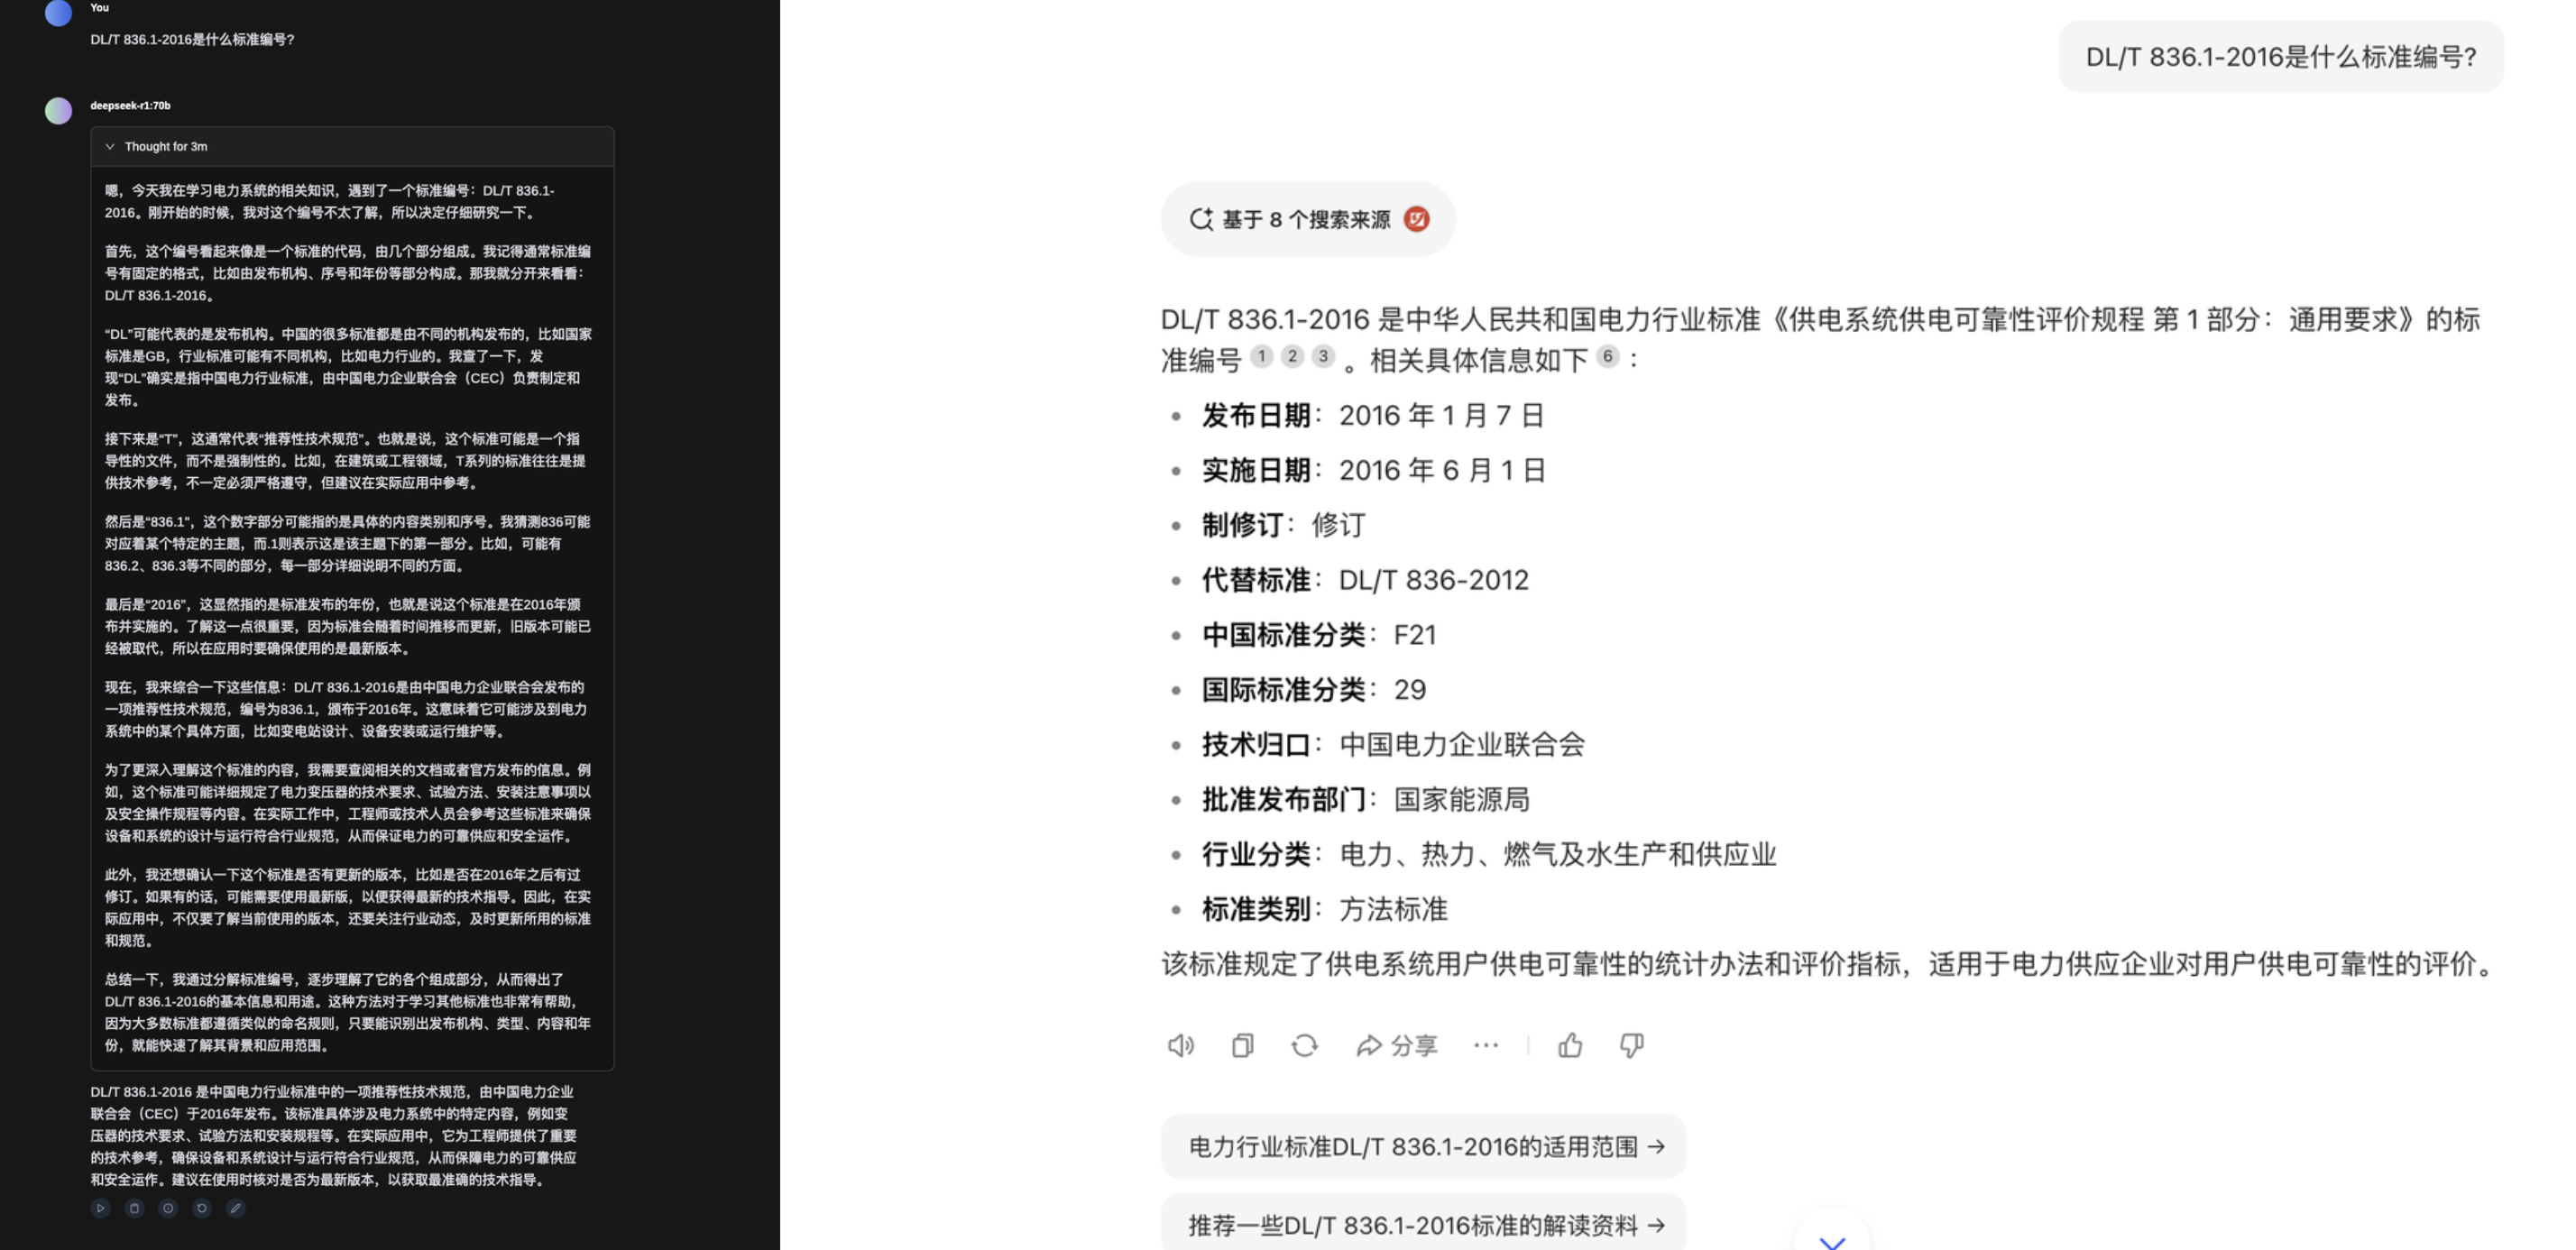 You
DL/T 836.1-2016是什么标准编号?
deepseek-r1:70b
Thought for 3m
嗯，今天我在学习电力系统的相关知识，遇到了一个标准编号：DL/T 836.1-
2016。刚开始的时候，我对这个编号不太了解，所以决定仔细研究一下。
首先，这个编号看起来像是一个标准的代码，由几个部分组成。我记得通常标准编
号有固定的格式，比如由发布机构、序号和年份等部分构成。那我就分开来看看：
DL/T 836.1-2016。
“DL”可能代表的是发布机构。中国的很多标准都是由不同的机构发布的，比如国家
标准是GB，行业标准可能有不同机构，比如电力行业的。我查了一下，发
现“DL”确实是指中国电力行业标准，由中国电力企业联合会（CEC）负责制定和
发布。
接下来是“T”，这通常代表“推荐性技术规范”。也就是说，这个标准可能是一个指
导性的文件，而不是强制性的。比如，在建筑或工程领域，T系列的标准往往是提
供技术参考，不一定必须严格遵守，但建议在实际应用中参考。
然后是“836.1”，这个数字部分可能指的是具体的内容类别和序号。我猜测836可能
对应着某个特定的主题，而.1则表示这是该主题下的第一部分。比如，可能有
836.2、836.3等不同的部分，每一部分详细说明不同的方面。
最后是“2016”，这显然指的是标准发布的年份，也就是说这个标准是在2016年颁
布并实施的。了解这一点很重要，因为标准会随着时间推移而更新，旧版本可能已
经被取代，所以在应用时要确保使用的是最新版本。
现在，我来综合一下这些信息：DL/T 836.1-2016是由中国电力企业联合会发布的
一项推荐性技术规范，编号为836.1，颁布于2016年。这意味着它可能涉及到电力
系统中的某个具体方面，比如变电站设计、设备安装或运行维护等。
为了更深入理解这个标准的内容，我需要查阅相关的文档或者官方发布的信息。例
如，这个标准可能详细规定了电力变压器的技术要求、试验方法、安装注意事项以
及安全操作规程等内容。在实际工作中，工程师或技术人员会参考这些标准来确保
设备和系统的设计与运行符合行业规范，从而保证电力的可靠供应和安全运作。
此外，我还想确认一下这个标准是否有更新的版本，比如是否在2016年之后有过
修订。如果有的话，可能需要使用最新版，以便获得最新的技术指导。因此，在实
际应用中，不仅要了解当前使用的版本，还要关注行业动态，及时更新所用的标准
和规范。
总结一下，我通过分解标准编号，逐步理解了它的各个组成部分，从而得出了
DL/T 836.1-2016的基本信息和用途。这种方法对于学习其他标准也非常有帮助，
因为大多数标准都遵循类似的命名规则，只要能识别出发布机构、类型、内容和年
份，就能快速了解其背景和应用范围。
DL/T 836.1-2016 是中国电力行业标准中的一项推荐性技术规范，由中国电力企业
联合会（CEC）于2016年发布。该标准具体涉及电力系统中的特定内容，例如变
压器的技术要求、试验方法和安装规程等。在实际应用中，它为工程师提供了重要
的技术参考，确保设备和系统设计与运行符合行业规范，从而保障电力的可靠供应
和安全运作。建议在使用时核对是否为最新版本，以获取最准确的技术指导。
DL/T 836.1-2016是什么标准编号?
基于 8 个搜索来源
DL/T 836.1-2016 是中华人民共和国电力行业标准《供电系统供电可靠性评价规程 第 1 部分：通用要求》的标
准编号 1 2 3 。相关具体信息如下 6 ：
• 发布日期：2016 年 1 月 7 日
• 实施日期：2016 年 6 月 1 日
• 制修订：修订
• 代替标准：DL/T 836-2012
• 中国标准分类：F21
• 国际标准分类：29
• 技术归口：中国电力企业联合会
• 批准发布部门：国家能源局
• 行业分类：电力、热力、燃气及水生产和供应业
• 标准类别：方法标准
该标准规定了供电系统用户供电可靠性的统计办法和评价指标，适用于电力供应企业对用户供电可靠性的评价。
分享
电力行业标准DL/T 836.1-2016的适用范围 →
推荐一些DL/T 836.1-2016标准的解读资料 →